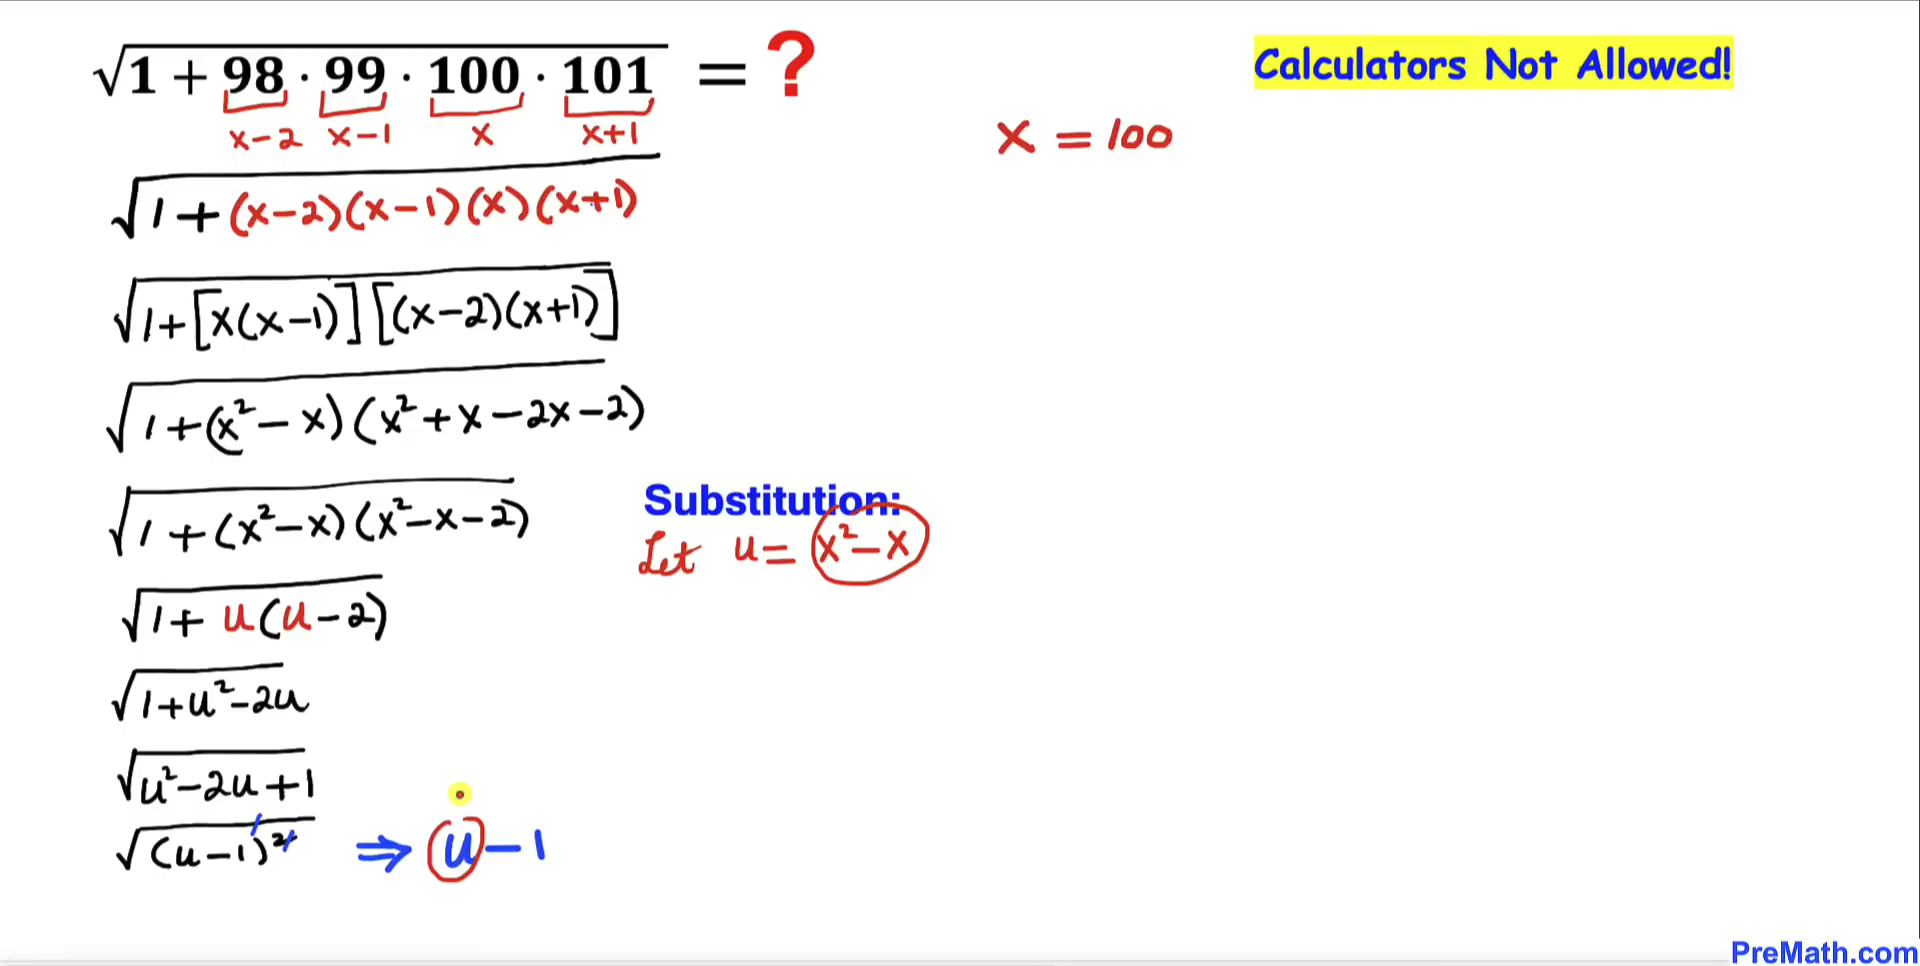 √1 + 98 · 99 · 100 · 101 = ?
Calculators Not Allowed!
x-2 x-1 x x+1
x = 100
√1+(x-2)(x-1)(x)(x+1)
√1+[x(x-1)][(x-2)(x+1)]
√1+(x²-x)(x²+x-2x-2)
√1+(x²-x)(x²-x-2)
Substitution:
Let u= x²-x
√1+ u(u-2)
√1+u²-2u
√u²-2u+1
√(u-1)² ⇒ u-1
PreMath.com